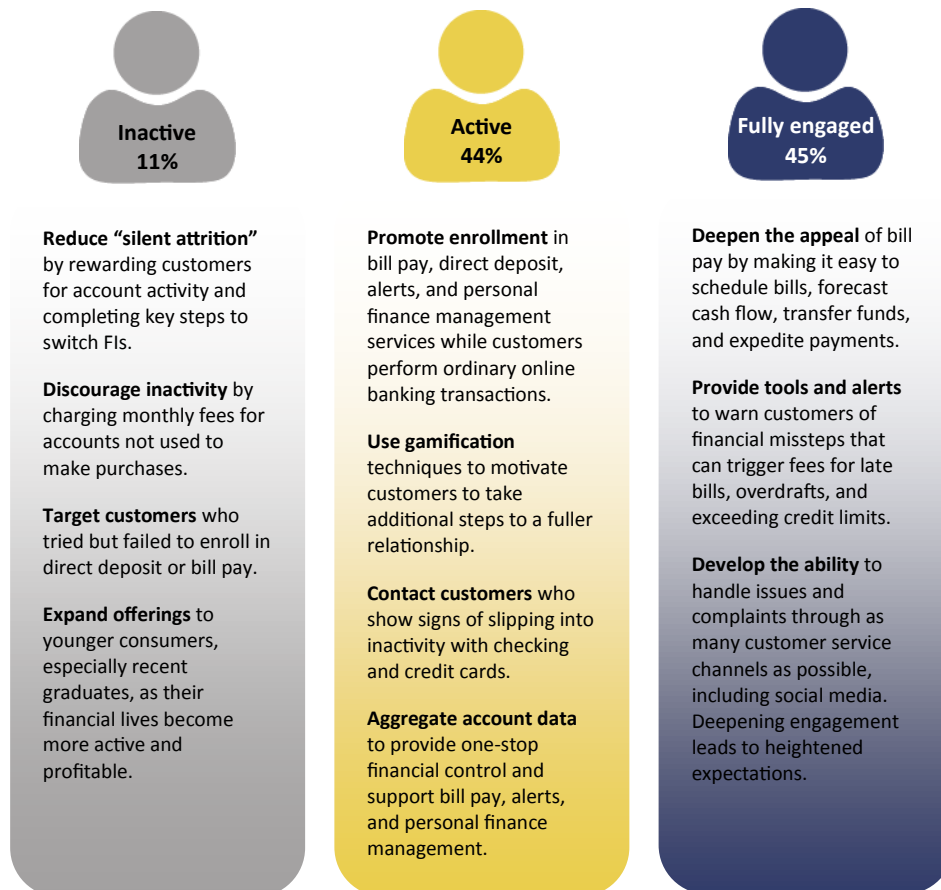 Inactive
11%
Reduce “silent attrition”
by rewarding customers
for account activity and
completing key steps to
switch FIs.
Discourage inactivity by
charging monthly fees for
accounts not used to
make purchases.
Target customers who
tried but failed to enroll in
direct deposit or bill pay.
Expand offerings to
younger consumers,
especially recent
graduates, as their
financial lives become
more active and
profitable.
Active
44%
Promote enrollment in
bill pay, direct deposit,
alerts, and personal
finance management
services while customers
perform ordinary online
banking transactions.
Use gamification
techniques to motivate
customers to take
additional steps to a fuller
relationship.
Contact customers who
show signs of slipping into
inactivity with checking
and credit cards.
Aggregate account data
to provide one-stop
financial control and
support bill pay, alerts,
and personal finance
management.
Fully engaged
45%
Deepen the appeal of bill
pay by making it easy to
schedule bills, forecast
cash flow, transfer funds,
and expedite payments.
Provide tools and alerts
to warn customers of
financial missteps that
can trigger fees for late
bills, overdrafts, and
exceeding credit limits.
Develop the ability to
handle issues and
complaints through as
many customer service
channels as possible,
including social media.
Deepening engagement
leads to heightened
expectations.